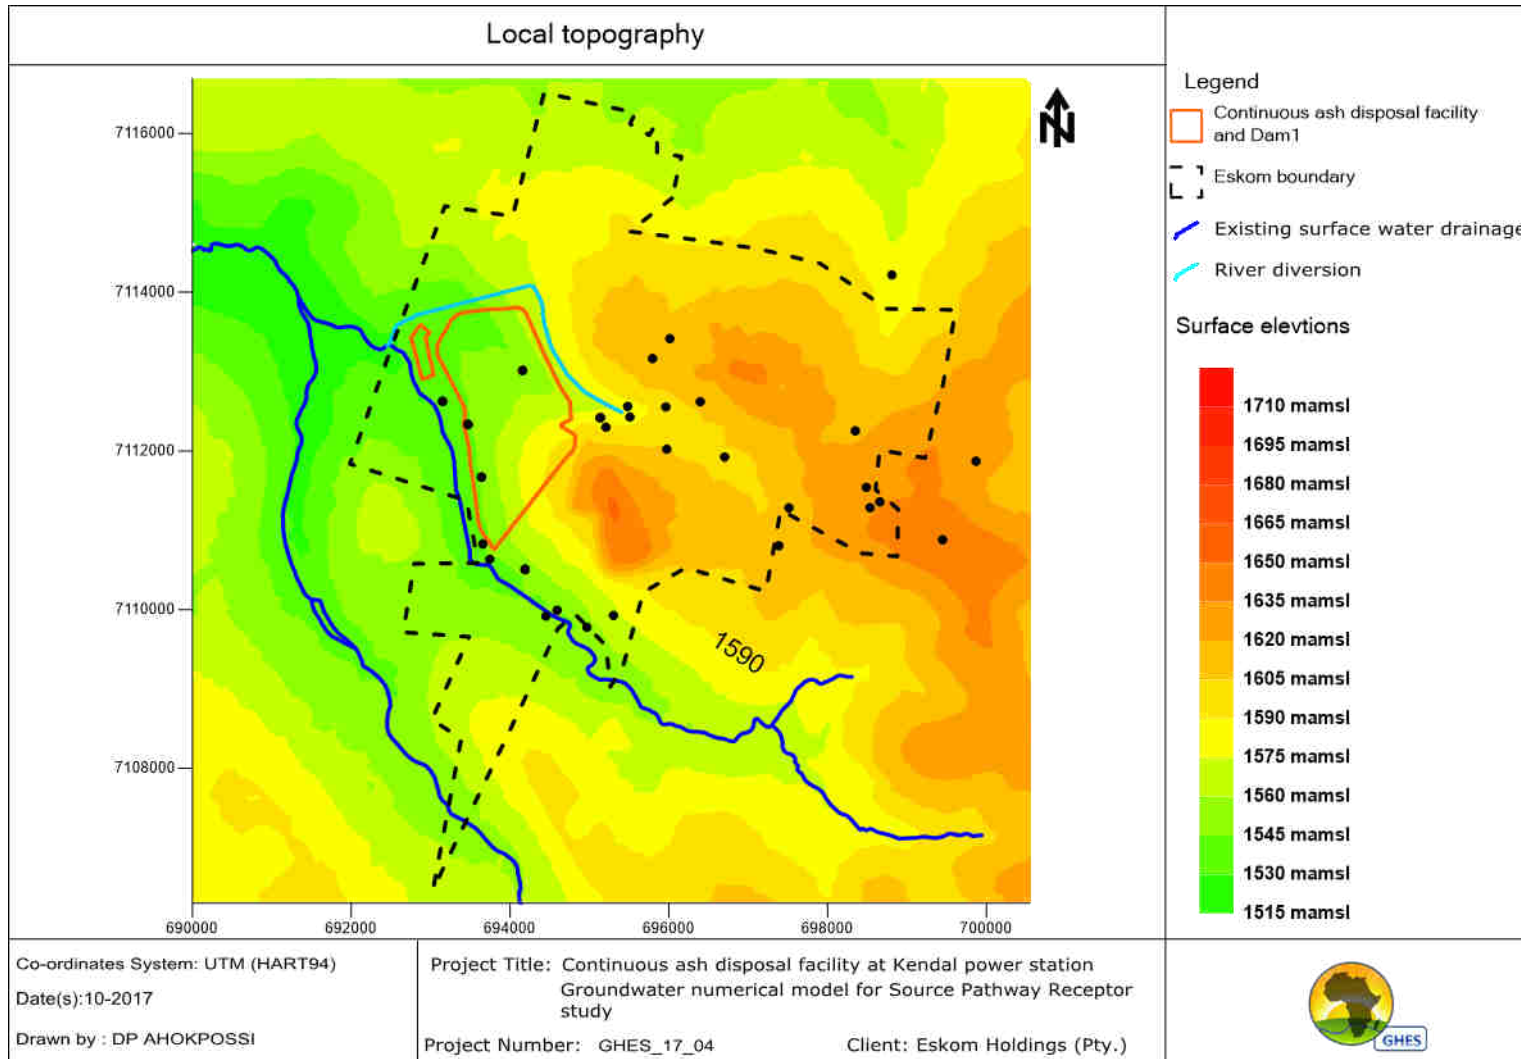 Local topography
Legend
Continuous ash disposal facility
and Dam1
Eskom boundary
Existing surface water drainage
River diversion
Surface elevtions
1710 mamsl
1695 mamsl
1680 mamsl
1665 mamsl
1650 mamsl
1635 mamsl
1620 mamsl
1605 mamsl
1590 mamsl
1575 mamsl
1560 mamsl
1545 mamsl
1530 mamsl
1515 mamsl
N
7116000
7114000
7112000
7110000
7108000
1590
690000
692000
694000
696000
698000
700000
Co-ordinates System: UTM (HART94)
Date(s):10-2017
Drawn by : DP AHOKPOSSI
Project Title: Continuous ash disposal facility at Kendal power station
Groundwater numerical model for Source Pathway Receptor
study
Project Number: GHES_17_04
Client: Eskom Holdings (Pty.)
GHES